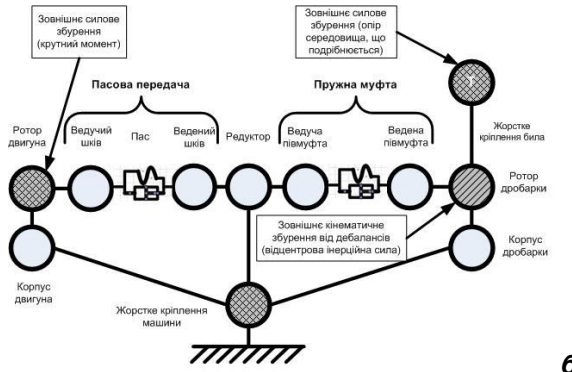 Зовнішнє силове
збурення
(крутний момент)
Зовнішнє силове
збурення (опір
середовища, що
подрібнюється)
Пасова передача
Пружна муфта
Ротор
двигуна
Ведучий
шків
Пас
Ведений
шків
Редуктор
Ведуча
півмуфта
Ведена
півмуфта
Т
Жорстке
кріплення била
Ротор
дробарки
Зовнішнє кінематичне
збурення від дебалансів
(відцентрова інерційна сила)
Корпус
дробарки
Корпус
двигуна
Жорстке кріплення
машини
б